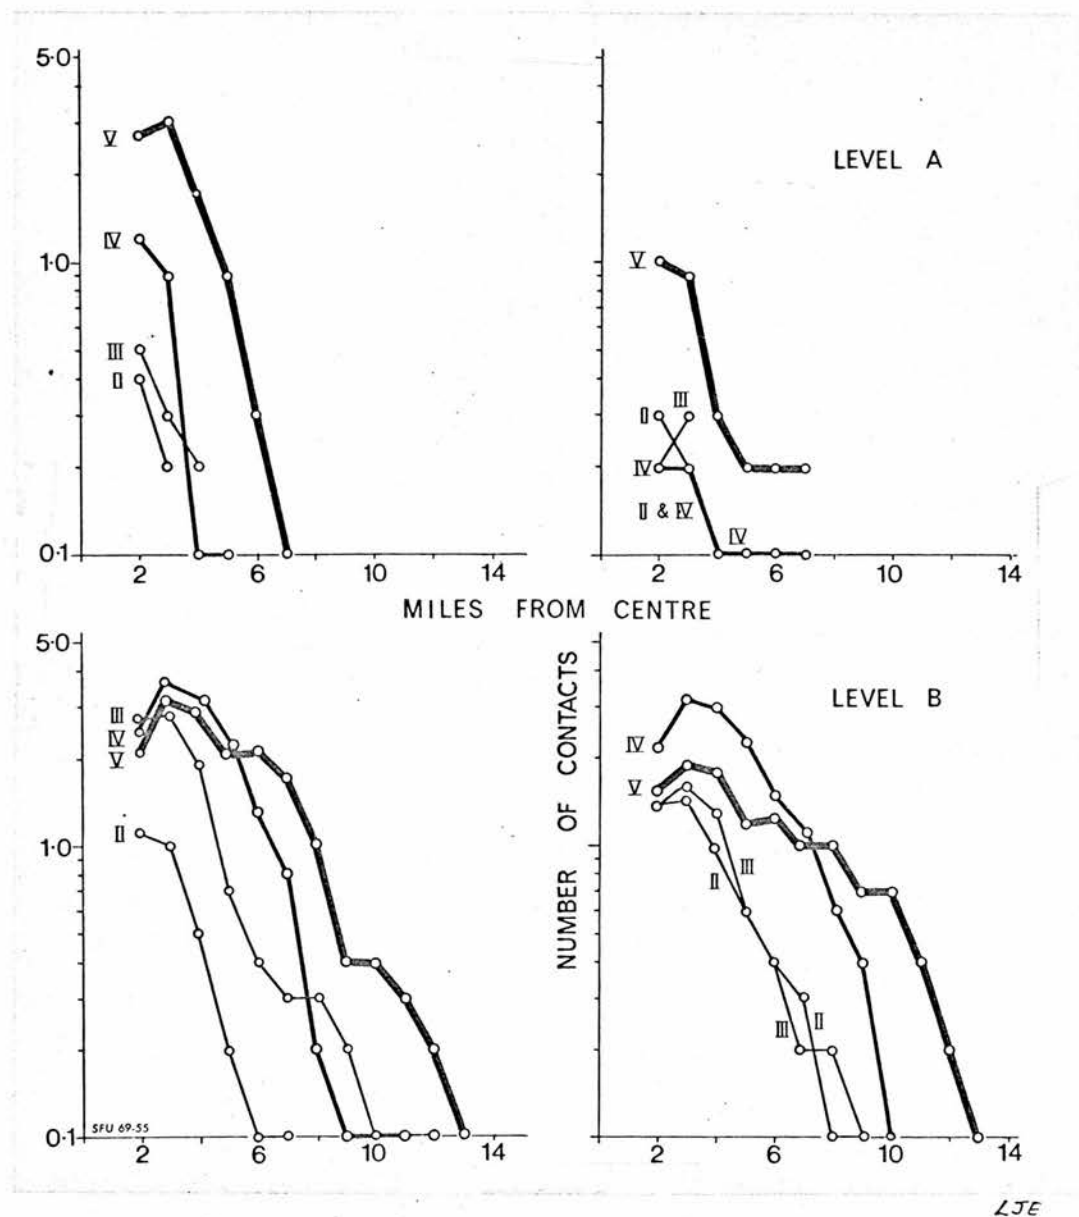 5·0
1·0
0·1
V
IV
III
II
2 6 10 14
LEVEL A
V
II
III
IV
II & IV
IV
2 6 10 14
MILES FROM CENTRE
5·0
1·0
0·1
III
IV
V
II
SFU 69-55
2 6 10 14
NUMBER OF CONTACTS
LEVEL B
IV
V
III
II
III
II
2 6 10 14
LJE